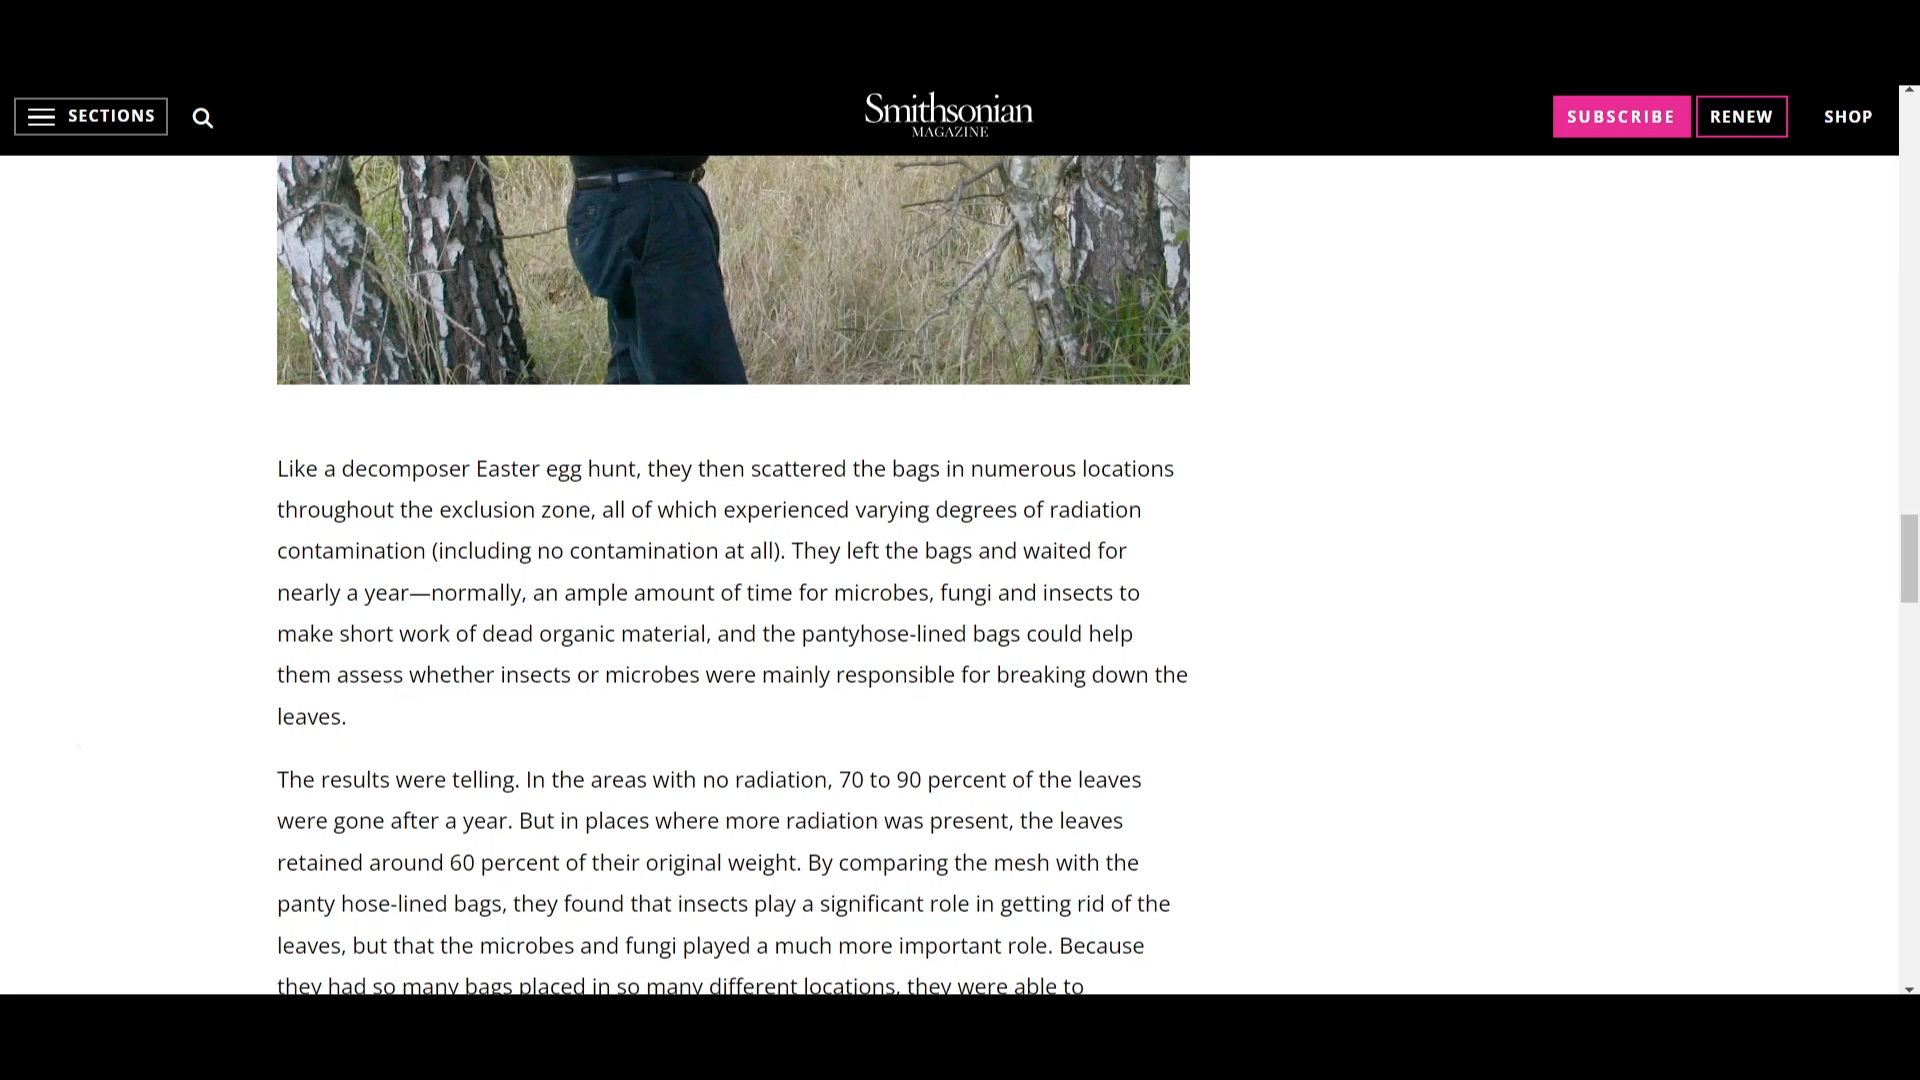 SECTIONS
Smithsonian
MAGAZINE
SUBSCRIBE
RENEW
SHOP
Like a decomposer Easter egg hunt, they then scattered the bags in numerous locations
throughout the exclusion zone, all of which experienced varying degrees of radiation
contamination (including no contamination at all). They left the bags and waited for
nearly a year—normally, an ample amount of time for microbes, fungi and insects to
make short work of dead organic material, and the pantyhose-lined bags could help
them assess whether insects or microbes were mainly responsible for breaking down the
leaves.
The results were telling. In the areas with no radiation, 70 to 90 percent of the leaves
were gone after a year. But in places where more radiation was present, the leaves
retained around 60 percent of their original weight. By comparing the mesh with the
panty hose-lined bags, they found that insects play a significant role in getting rid of the
leaves, but that the microbes and fungi played a much more important role. Because
they had so many bags placed in so many different locations, they were able to